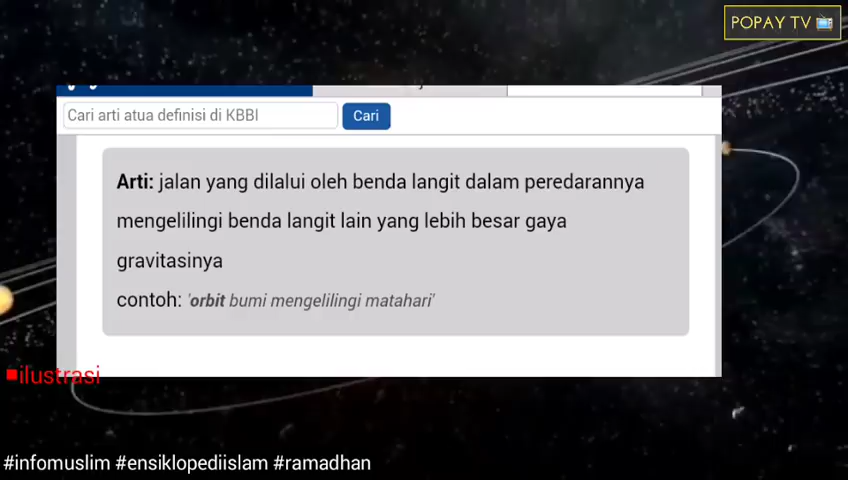 POPAY TV
Cari arti atua definisi di KBBI
Cari
Arti: jalan yang dilalui oleh benda langit dalam peredarannya
mengelilingi benda langit lain yang lebih besar gaya
gravitasinya
contoh: 'orbit bumi mengelilingi matahari'
ilustrasi
#infomuslim #ensiklopediislam #ramadhan